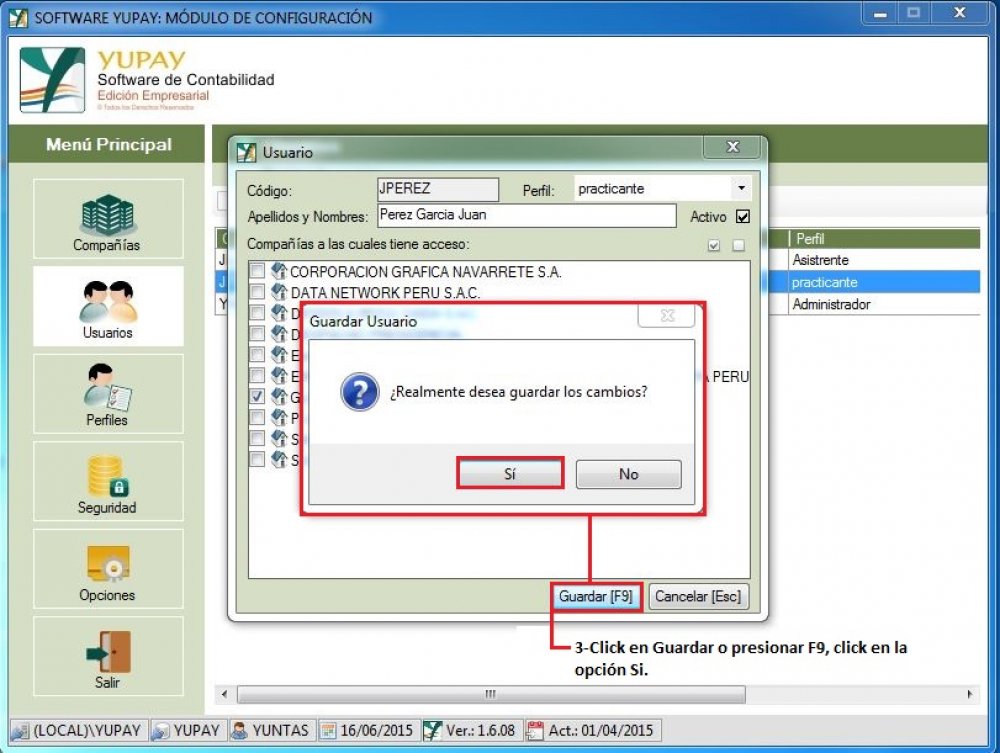 SOFTWARE YUPAY: MÓDULO DE CONFIGURACIÓN
YUPAY
Software de Contabilidad
Edición Empresarial
© Todos los Derechos Reservados
Menú Principal
Compañías
Usuarios
Perfiles
Seguridad
Opciones
Salir
Usuario
Código: JPEREZ Perfil: practicante
Apellidos y Nombres: Perez Garcia Juan Activo
Compañías a las cuales tiene acceso:
CORPORACION GRAFICA NAVARRETE S.A.
DATA NETWORK PERU S.A.C.
D
D
E
E A PERU
G
P
S
S
Guardar Usuario
¿Realmente desea guardar los cambios?
Sí No
Guardar [F9] Cancelar [Esc]
Perfil
J Asistente
J practicante
Y Administrador
3-Click en Guardar o presionar F9, click en la
opción Si.
(LOCAL)\YUPAY YUPAY YUNTAS 16/06/2015 Ver.: 1.6.08 Act.: 01/04/2015